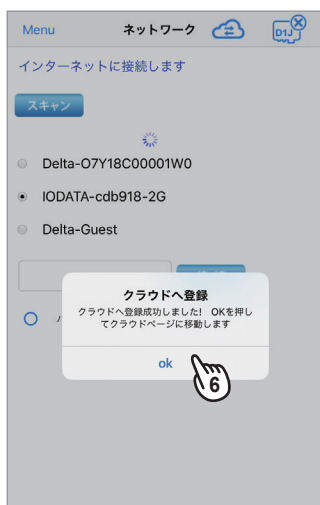 Menu ネットワーク D1J
インターネットに接続します
スキャン
Delta-O7Y18C00001W0
IODATA-cdb918-2G
Delta-Guest
クラウドへ登録
クラウドへ登録成功しました! OKを押し
てクラウドページに移動します
ok
6